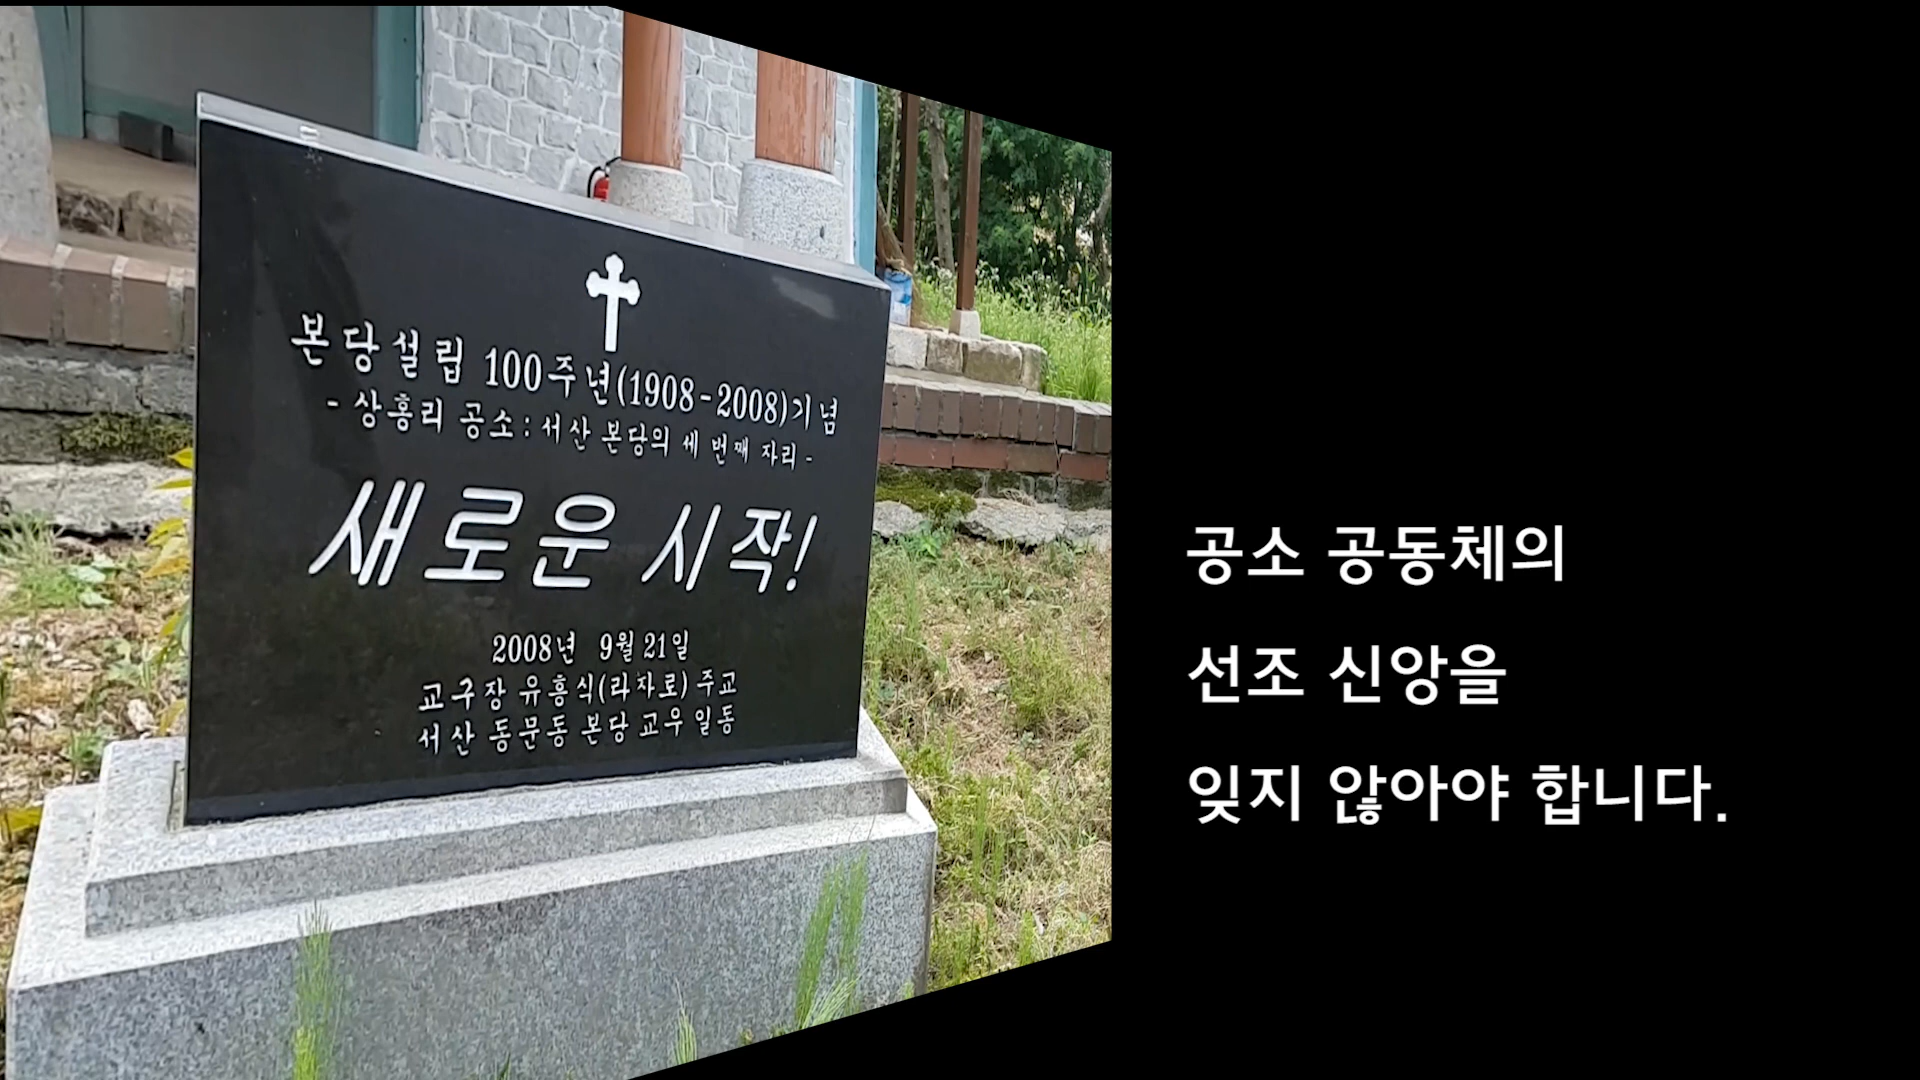 본당설립 100주년(1908-2008)기념
- 상홍리 공소 : 서산 본당의 세 번째 자리 -
새로운 시작!
2008년 9월 21일
교구장 유흥식(라자로) 주교
서산 동문동 본당 교우 일동
공소 공동체의
선조 신앙을
잊지 않아야 합니다.